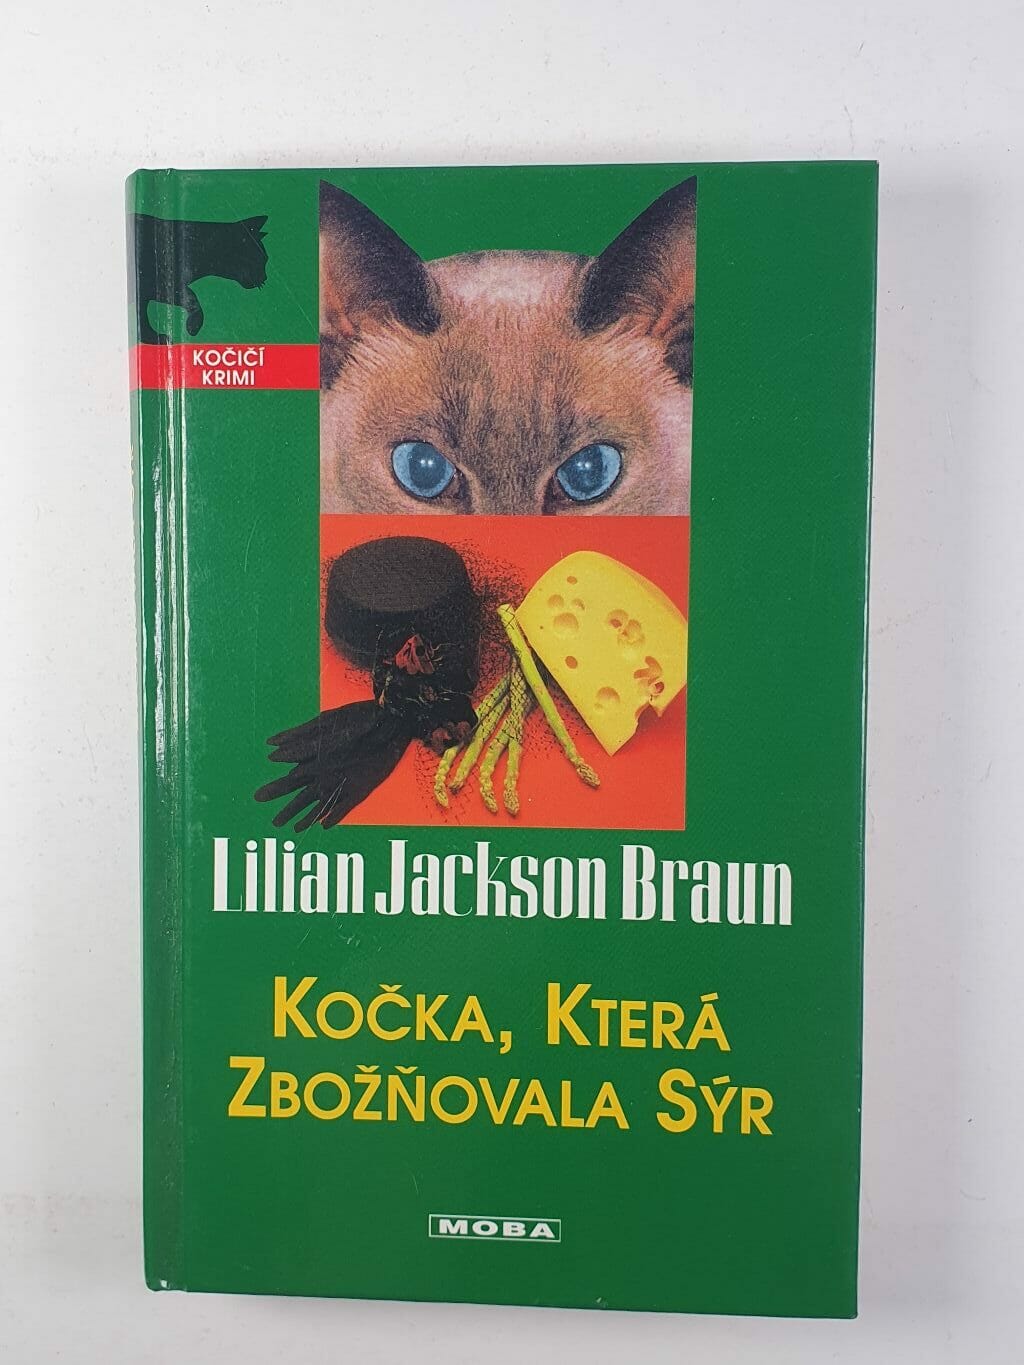 KOČIČÍ
KRIMI
Lilian Jackson Braun
KOČKA, KTERÁ
ZBOŽŇOVALA SÝR
MOBA